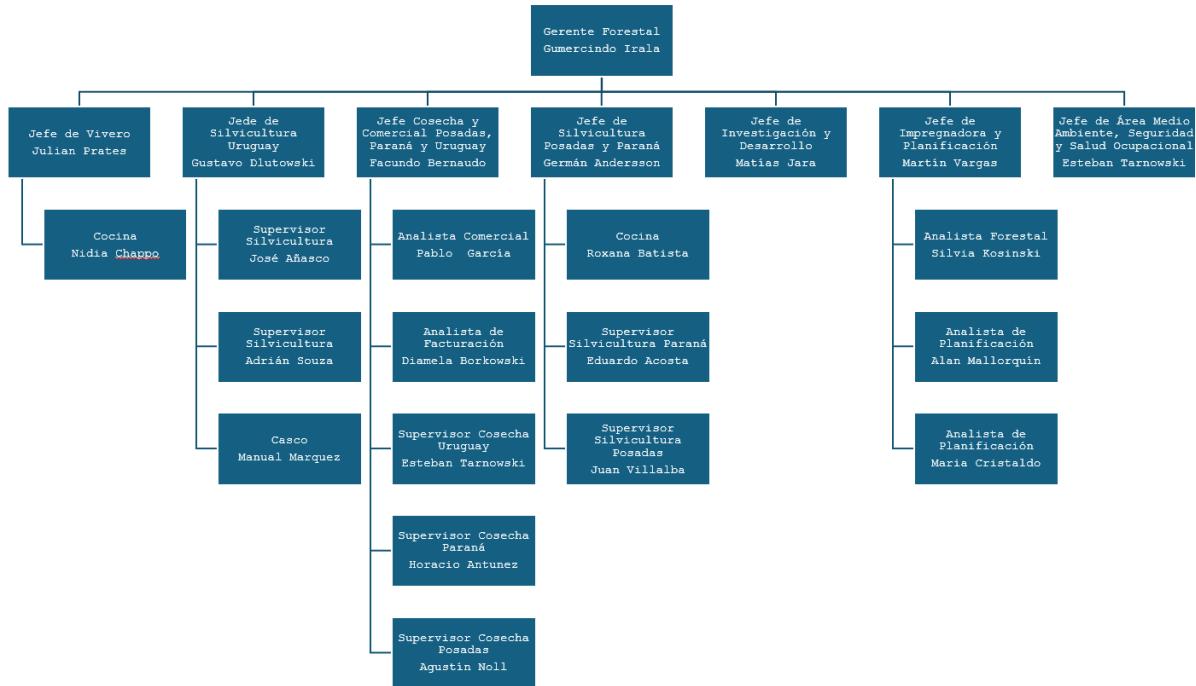 Gerente Forestal
Gumercindo Irala
Jefe de Vivero
Julian Prates
Jede de
Silvicultura
Uruguay
Gustavo Dlutowski
Jefe Cosecha y
Comercial Posadas,
Paraná y Uruguay
Facundo Bernaudo
Jefe de
Silvicultura
Posadas y Paraná
Germán Andersson
Jefe de
Investigación y
Desarrollo
Matías Jara
Jefe de
Impregnadora y
Planificación
Martín Vargas
Jefe de Área Medio
Ambiente, Seguridad
y Salud Ocupacional
Esteban Tarnowski
Cocina
Nidia Chappo
Supervisor
Silvicultura
José Añasco
Analista Comercial
Pablo  García
Cocina
Roxana Batista
Analista Forestal
Silvia Kosinski
Supervisor
Silvicultura
Adrián Souza
Analista de
Facturación
Diamela Borkowski
Supervisor
Silvicultura Paraná
Eduardo Acosta
Analista de
Planificación
Alan Mallorquín
Casco
Manual Marquez
Supervisor Cosecha
Uruguay
Esteban Tarnowski
Supervisor
Silvicultura
Posadas
Juan Villalba
Analista de
Planificación
Maria Cristaldo
Supervisor Cosecha
Paraná
Horacio Antunez
Supervisor Cosecha
Posadas
Agustin Noll